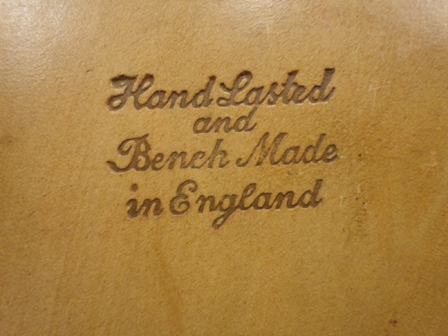 Hand Lasted
and
Bench Made
in England